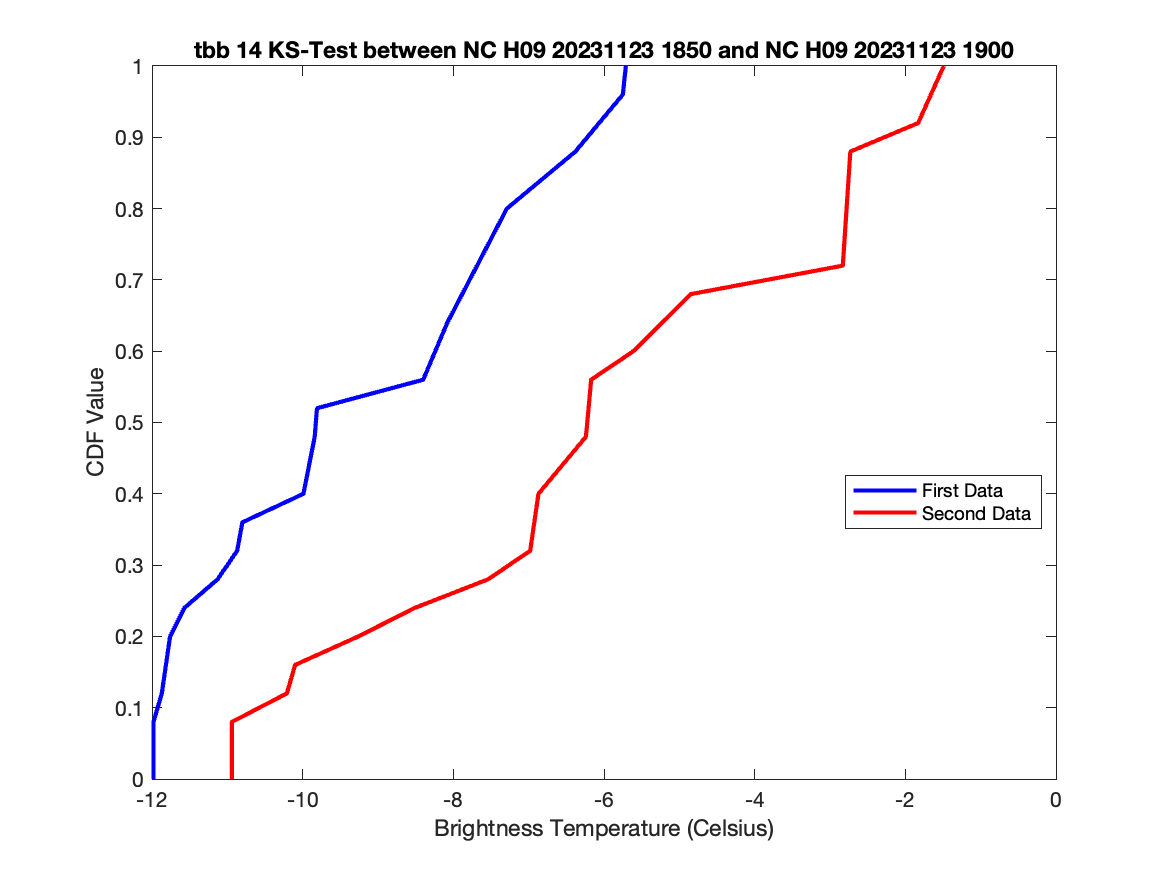 tbb 14 KS-Test between NC H09 20231123 1850 and NC H09 20231123 1900
1
0.9
0.8
0.7
0.6
0.5
0.4
0.3
0.2
0.1
0
CDF Value
First Data
Second Data
-12 -10 -8 -6 -4 -2 0
Brightness Temperature (Celsius)